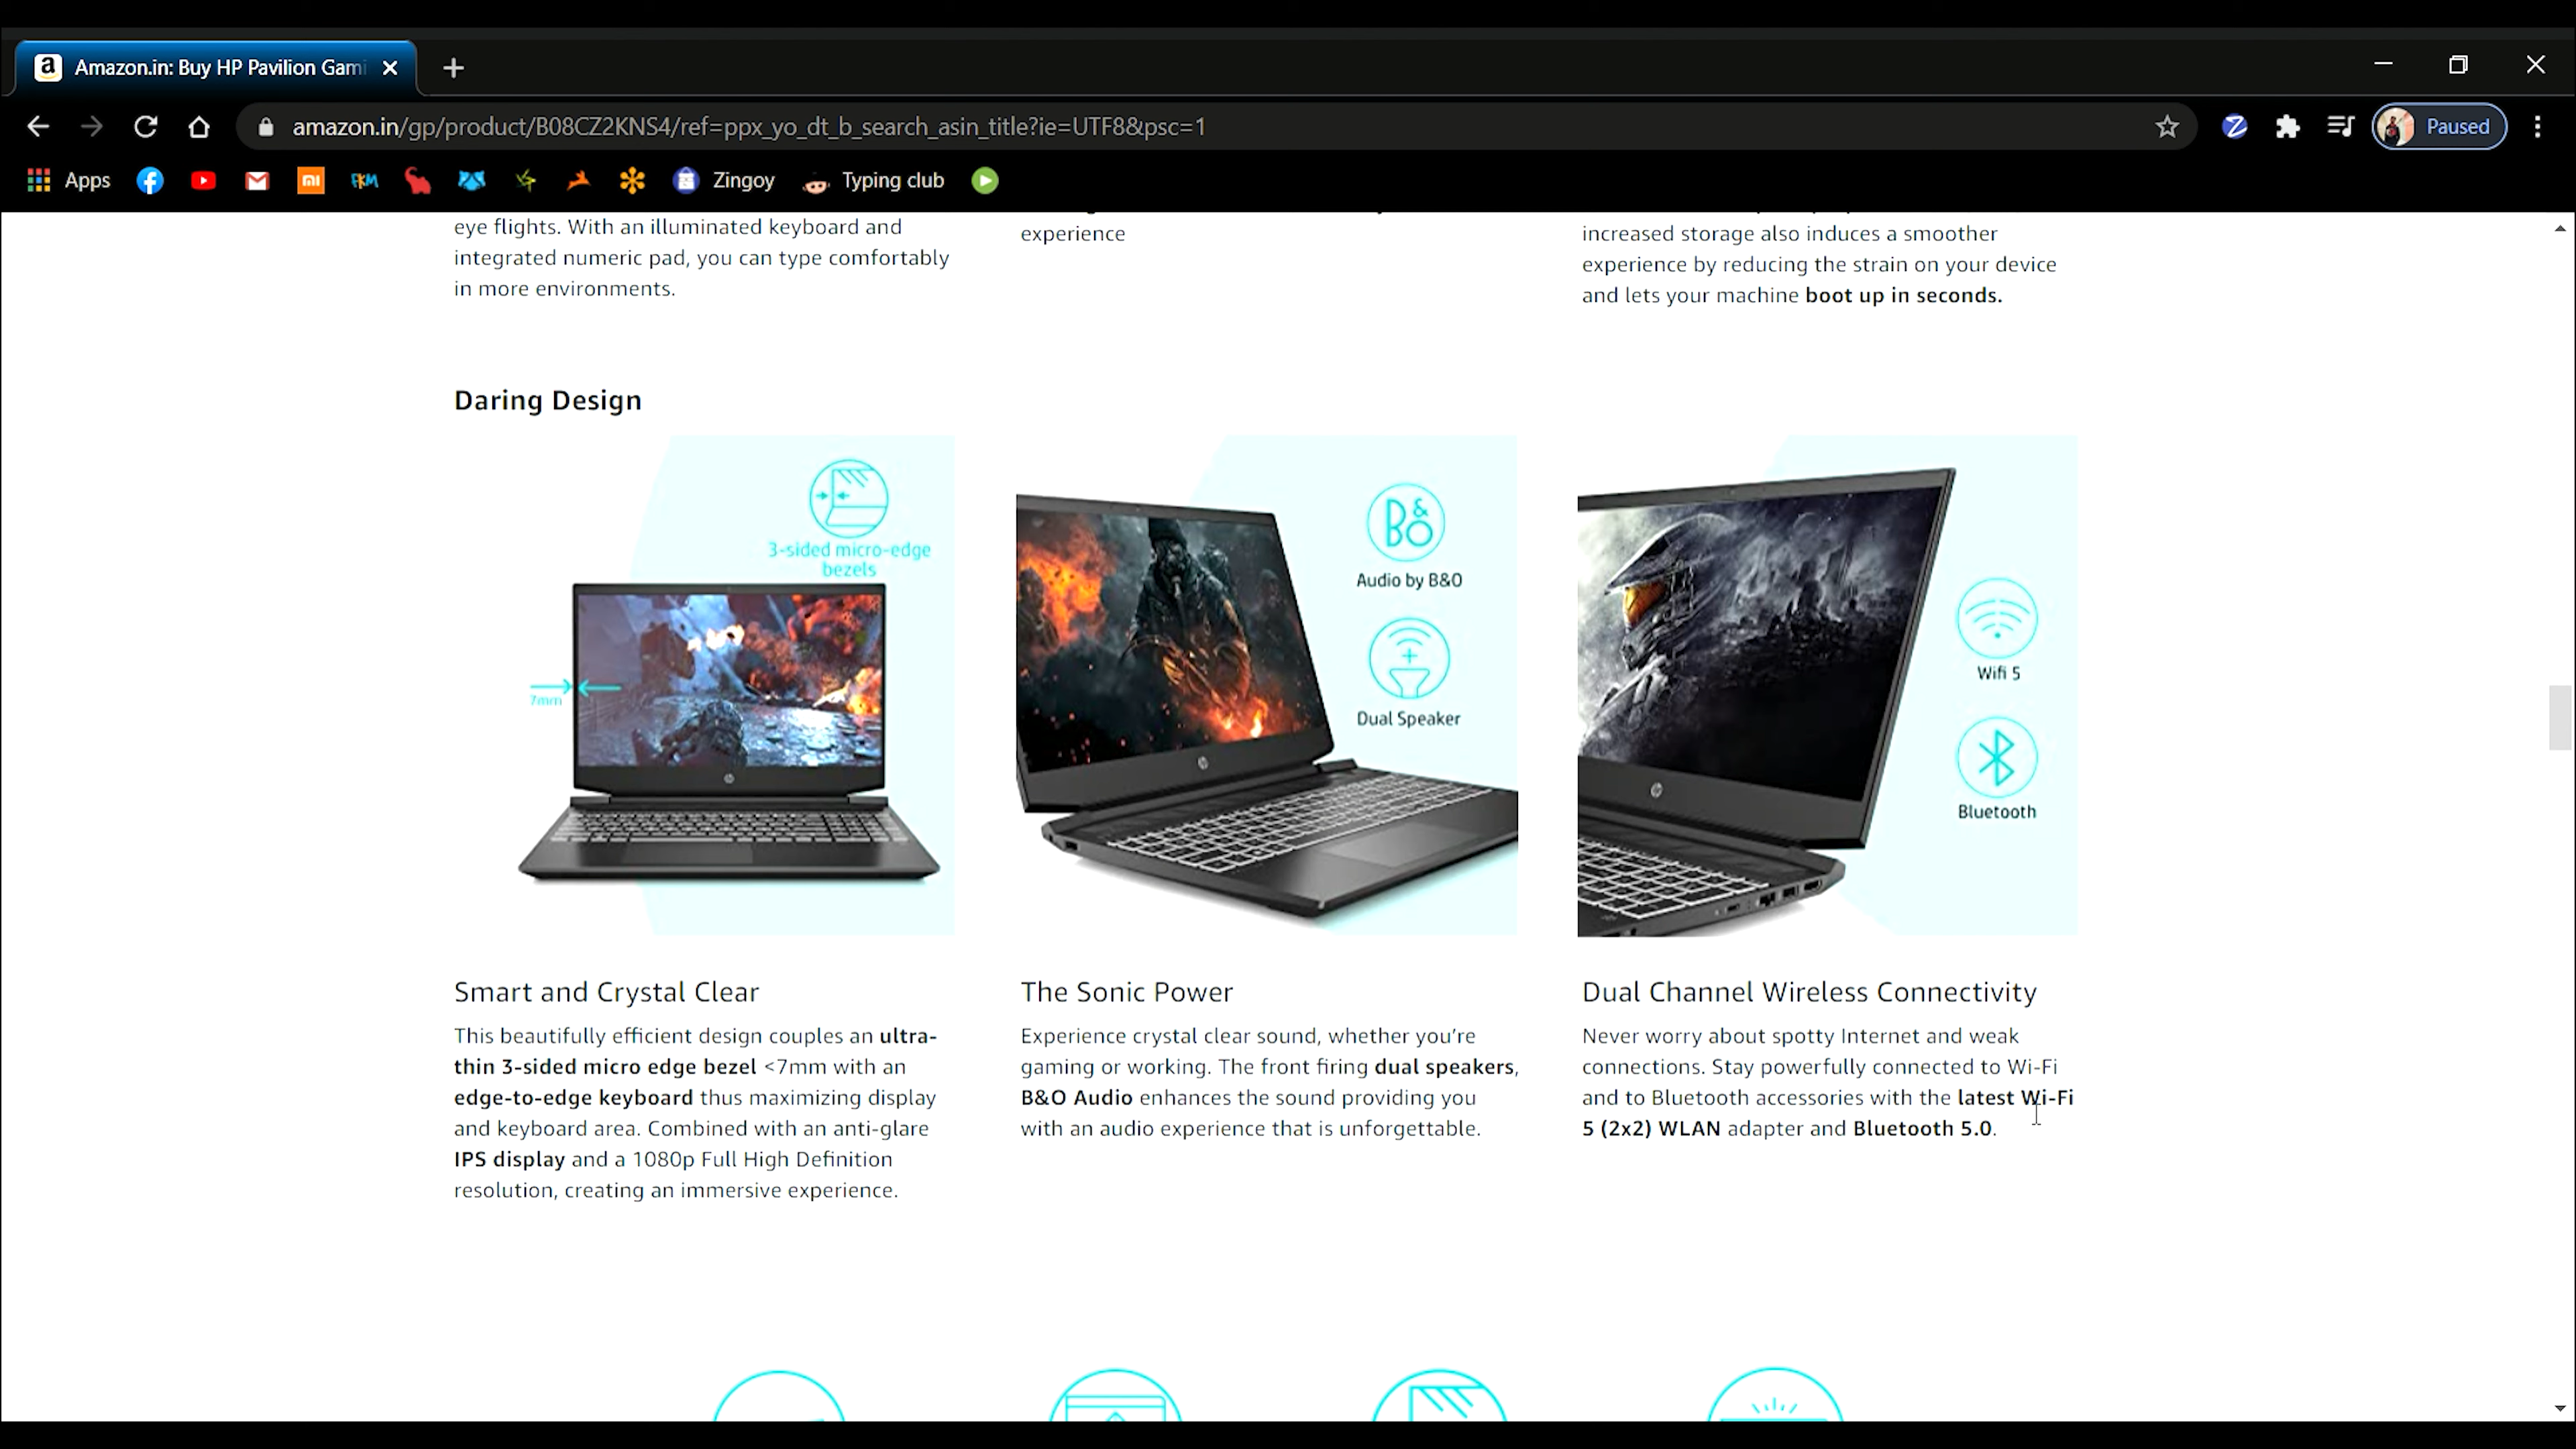 Amazon.in: Buy HP Pavilion Gami
amazon.in/gp/product/B08CZ2KNS4/ref=ppx_yo_dt_b_search_asin_title?ie=UTF8&psc=1
Paused
Apps
Zingoy
Typing club
eye flights. With an illuminated keyboard and
integrated numeric pad, you can type comfortably
in more environments.
experience
increased storage also induces a smoother
experience by reducing the strain on your device
and lets your machine boot up in seconds.
Daring Design
3-sided micro-edge
bezels
7mm
B&O
Audio by B&O
Dual Speaker
Wifi 5
Bluetooth
Smart and Crystal Clear
This beautifully efficient design couples an ultra-
thin 3-sided micro edge bezel <7mm with an
edge-to-edge keyboard thus maximizing display
and keyboard area. Combined with an anti-glare
IPS display and a 1080p Full High Definition
resolution, creating an immersive experience.
The Sonic Power
Experience crystal clear sound, whether you’re
gaming or working. The front firing dual speakers,
B&O Audio enhances the sound providing you
with an audio experience that is unforgettable.
Dual Channel Wireless Connectivity
Never worry about spotty Internet and weak
connections. Stay powerfully connected to Wi-Fi
and to Bluetooth accessories with the latest Wi-Fi
5 (2x2) WLAN adapter and Bluetooth 5.0.